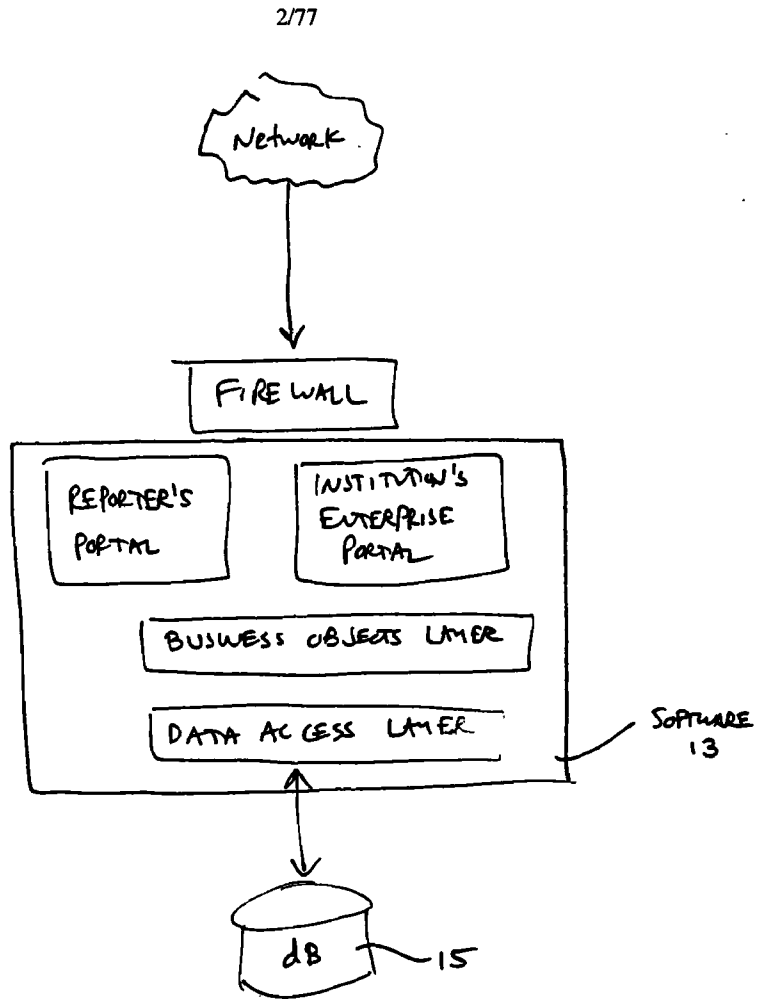 2/77
Network
FIREWALL
REPORTER'S
PORTAL
INSTITUTION'S
ENTERPRISE
PORTAL
BUSINESS OBJECTS LAYER
DATA ACCESS LAYER
SOFTWARE
13
dB
15